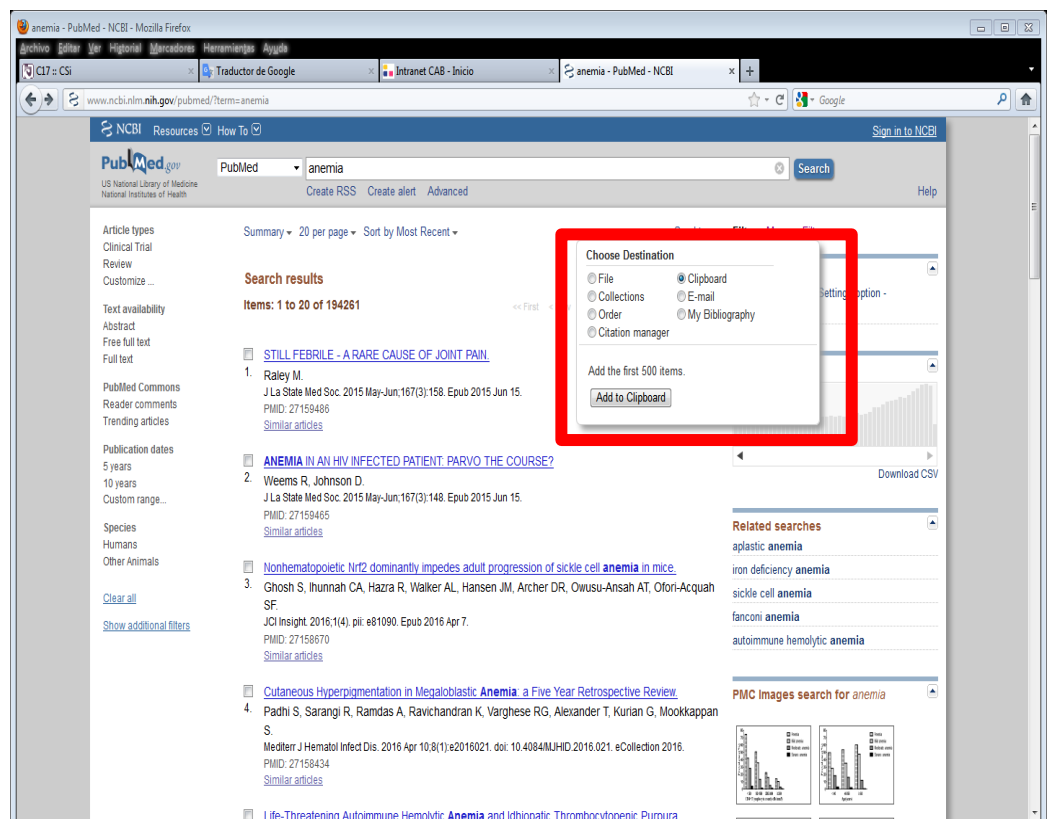 anemia - PubMed - NCBI - Mozilla Firefox
Archivo Editar Ver Historial Marcadores Herramientas Ayuda
C17 :: CSi
Traductor de Google
Intranet CAB - Inicio
anemia - PubMed - NCBI
www.ncbi.nlm.nih.gov/pubmed/?term=anemia
Google
NCBI Resources How To
Sign in to NCBI
PubMed.gov
US National Library of Medicine
National Institutes of Health
PubMed
anemia
Search
Create RSS Create alert Advanced
Help
Article types
Clinical Trial
Review
Customize ...
Text availability
Abstract
Free full text
Full text
PubMed Commons
Reader comments
Trending articles
Publication dates
5 years
10 years
Custom range...
Species
Humans
Other Animals
Clear all
Show additional filters
Summary 20 per page Sort by Most Recent
Search results
Items: 1 to 20 of 194261
<< First
STILL FEBRILE - A RARE CAUSE OF JOINT PAIN.
1. Raley M.
J La State Med Soc. 2015 May-Jun;167(3):158. Epub 2015 Jun 15.
PMID: 27159486
Similar articles
ANEMIA IN AN HIV INFECTED PATIENT: PARVO THE COURSE?
2. Weems R, Johnson D.
J La State Med Soc. 2015 May-Jun;167(3):148. Epub 2015 Jun 15.
PMID: 27159465
Similar articles
Nonhematopoietic Nrf2 dominantly impedes adult progression of sickle cell anemia in mice.
3. Ghosh S, Ihunnah CA, Hazra R, Walker AL, Hansen JM, Archer DR, Owusu-Ansah AT, Ofori-Acquah
SF.
JCI Insight. 2016;1(4). pii: e81090. Epub 2016 Apr 7.
PMID: 27158670
Similar articles
Cutaneous Hyperpigmentation in Megaloblastic Anemia: a Five Year Retrospective Review.
4. Padhi S, Sarangi R, Ramdas A, Ravichandran K, Varghese RG, Alexander T, Kurian G, Mookkappan
S.
Mediterr J Hematol Infect Dis. 2016 Apr 10;8(1):e2016021. doi: 10.4084/MJHID.2016.021. eCollection 2016.
PMID: 27158434
Similar articles
Life-Threatening Autoimmune Hemolytic Anemia and Idhiopatic Thrombocytopenic Purpura
Choose Destination
File Clipboard
Collections E-mail
Order My Bibliography
Citation manager
Add the first 500 items.
Add to Clipboard
option -
Download CSV
Related searches
aplastic anemia
iron deficiency anemia
sickle cell anemia
fanconi anemia
autoimmune hemolytic anemia
PMC Images search for anemia